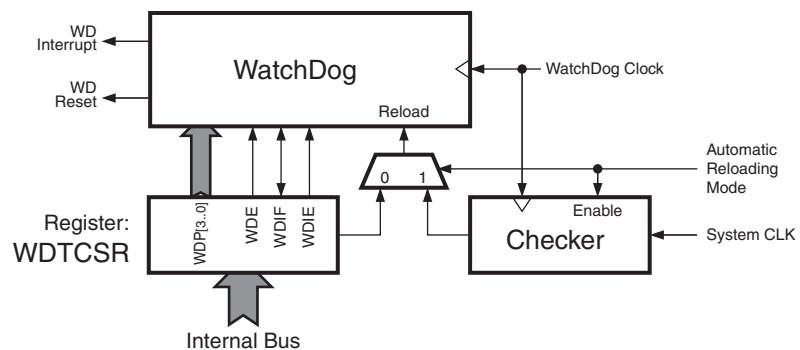 WD
Interrupt
WD
Reset
WatchDog
WatchDog Clock
Reload
Automatic
Reloading
Mode
0 1
Register:
WDTCSR
WDP[3..0]
WDE
WDIF
WDIE
Enable
Checker
System CLK
Internal Bus